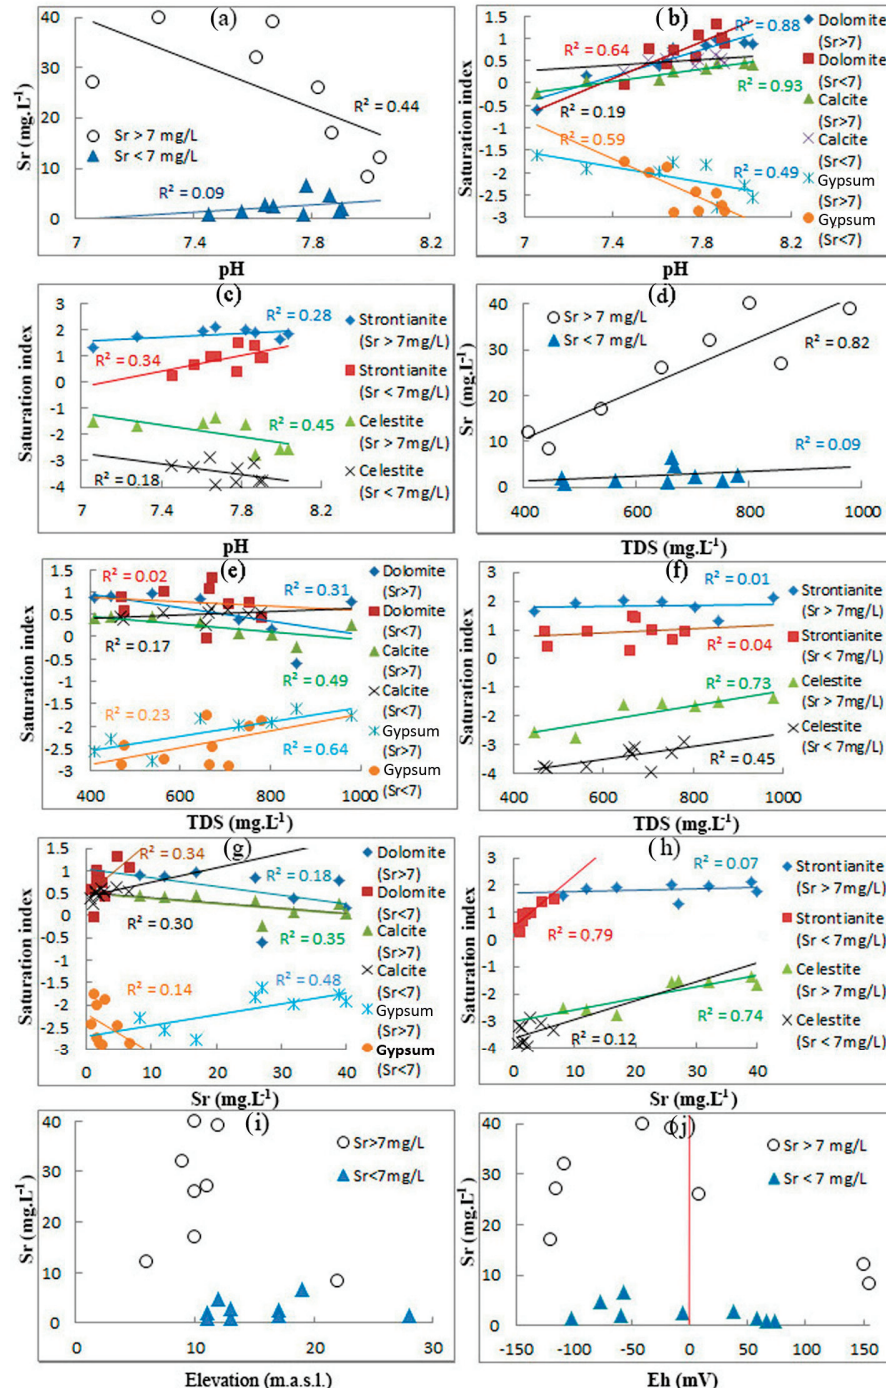 (a)
Sr (mg.L-1)
40
30
20
10
0
R² = 0.44
Sr > 7 mg/L
Sr < 7 mg/L
R² = 0.09
7
7.4
7.8
8.2
pH
(b)
Saturation index
1.5
1
0.5
0
-0.5
-1
-1.5
-2
-2.5
-3
R² = 0.64
R² = 0.88
R² = 0.93
R² = 0.19
R² = 0.59
R² = 0.49
7
7.4
7.8
8.2
pH
Dolomite
(Sr>7)
Dolomite
(Sr<7)
Calcite
(Sr>7)
Calcite
(Sr<7)
Gypsum
(Sr>7)
Gypsum
(Sr<7)
(c)
Saturation index
3
2
1
0
-1
-2
-3
-4
R² = 0.28
R² = 0.34
R² = 0.45
R² = 0.18
7
7.4
7.8
8.2
pH
Strontianite
(Sr > 7mg/L)
Strontianite
(Sr < 7mg/L)
Celestite
(Sr > 7mg/L)
Celestite
(Sr < 7mg/L)
(d)
Sr (mg.L-1)
40
30
20
10
0
Sr > 7 mg/L
Sr < 7 mg/L
R² = 0.82
R² = 0.09
400
600
800
1000
TDS (mg.L-1)
(e)
Saturation index
1.5
1
0.5
0
-0.5
-1
-1.5
-2
-2.5
-3
R² = 0.02
R² = 0.31
R² = 0.17
R² = 0.49
R² = 0.23
R² = 0.64
400
600
800
1000
TDS (mg.L-1)
Dolomite
(Sr>7)
Dolomite
(Sr<7)
Calcite
(Sr>7)
Calcite
(Sr<7)
Gypsum
(Sr>7)
Gypsum
(Sr<7)
(f)
Saturation index
3
2
1
0
-1
-2
-3
-4
R² = 0.01
R² = 0.04
R² = 0.73
R² = 0.45
400
600
800
1000
TDS (mg.L-1)
Strontianite
(Sr > 7mg/L)
Strontianite
(Sr < 7mg/L)
Celestite
(Sr > 7mg/L)
Celestite
(Sr < 7mg/L)
(g)
Saturation index
1.5
1
0.5
0
-0.5
-1
-1.5
-2
-2.5
-3
R² = 0.34
R² = 0.18
R² = 0.30
R² = 0.35
R² = 0.14
R² = 0.48
0
10
20
30
40
Sr (mg.L-1)
Dolomite
(Sr>7)
Dolomite
(Sr<7)
Calcite
(Sr>7)
Calcite
(Sr<7)
Gypsum
(Sr>7)
Gypsum
(Sr<7)
(h)
Saturation index
4
3
2
1
0
-1
-2
-3
-4
R² = 0.07
R² = 0.79
R² = 0.74
R² = 0.12
0
20
40
Sr (mg.L-1)
Strontianite
(Sr > 7mg/L)
Strontianite
(Sr < 7mg/L)
Celestite
(Sr > 7mg/L)
Celestite
(Sr < 7mg/L)
(i)
Sr (mg.L-1)
40
30
20
10
0
Sr>7mg/L
Sr<7mg/L
0
10
20
30
Elevation (m.a.s.l.)
(j)
Sr (mg.L-1)
40
30
20
10
0
Sr > 7 mg/L
Sr < 7 mg/L
-150
-100
-50
0
50
100
150
Eh (mV)